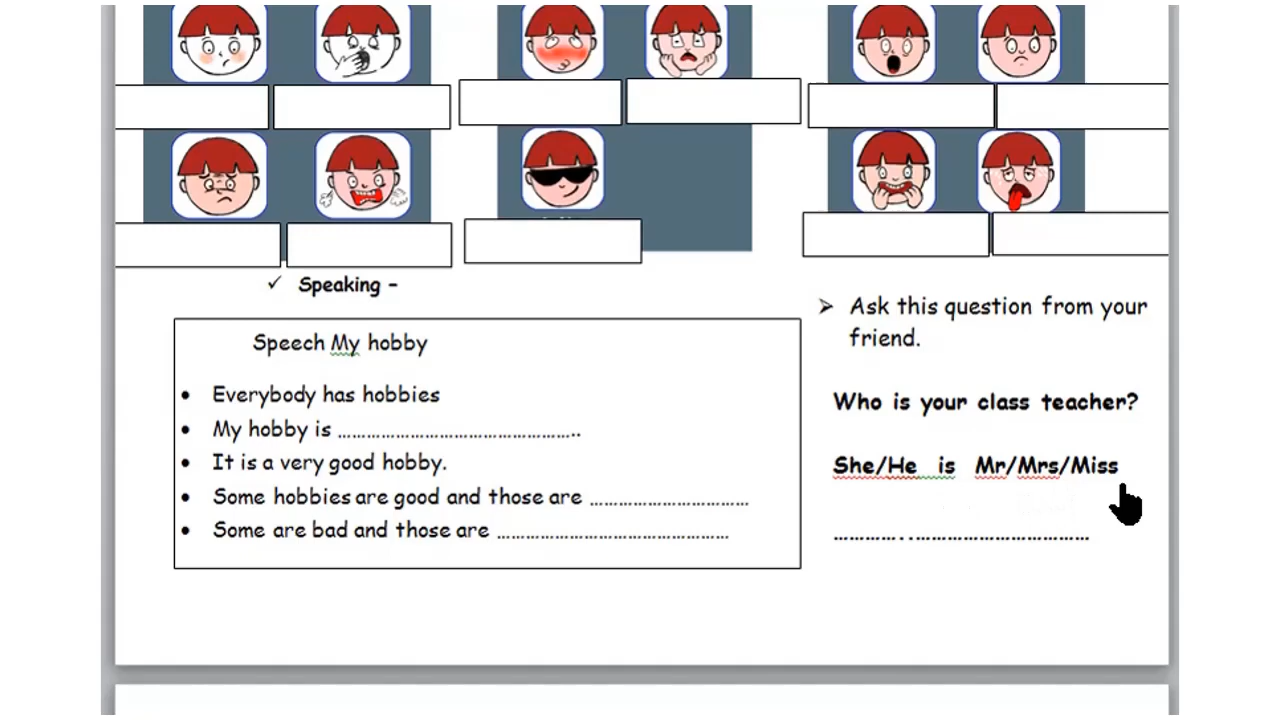 ✓ Speaking –
Speech My hobby
• Everybody has hobbies
• My hobby is ……………………………………………..
• It is a very good hobby.
• Some hobbies are good and those are ……………………………
• Some are bad and those are …………………………………………
➢ Ask this question from your
friend.
Who is your class teacher?
She/He is Mr/Mrs/Miss
…………..……………………………